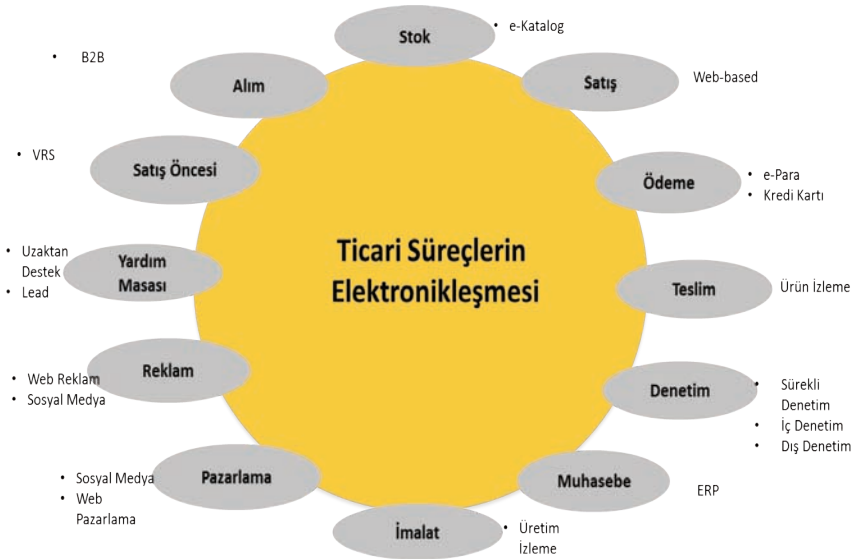 Stok
• e-Katalog
• B2B
Alım
Satış
Web-based
• VRS
Satış Öncesi
Ödeme
• e-Para
• Kredi Kartı
Ticari Süreçlerin
Elektronikleşmesi
• Uzaktan
Destek
• Lead
Yardım
Masası
Teslim
Ürün İzleme
Reklam
• Web Reklam
• Sosyal Medya
Denetim
• Sürekli
Denetim
• İç Denetim
• Dış Denetim
Pazarlama
• Sosyal Medya
• Web
Pazarlama
Muhasebe
ERP
İmalat
• Üretim
İzleme